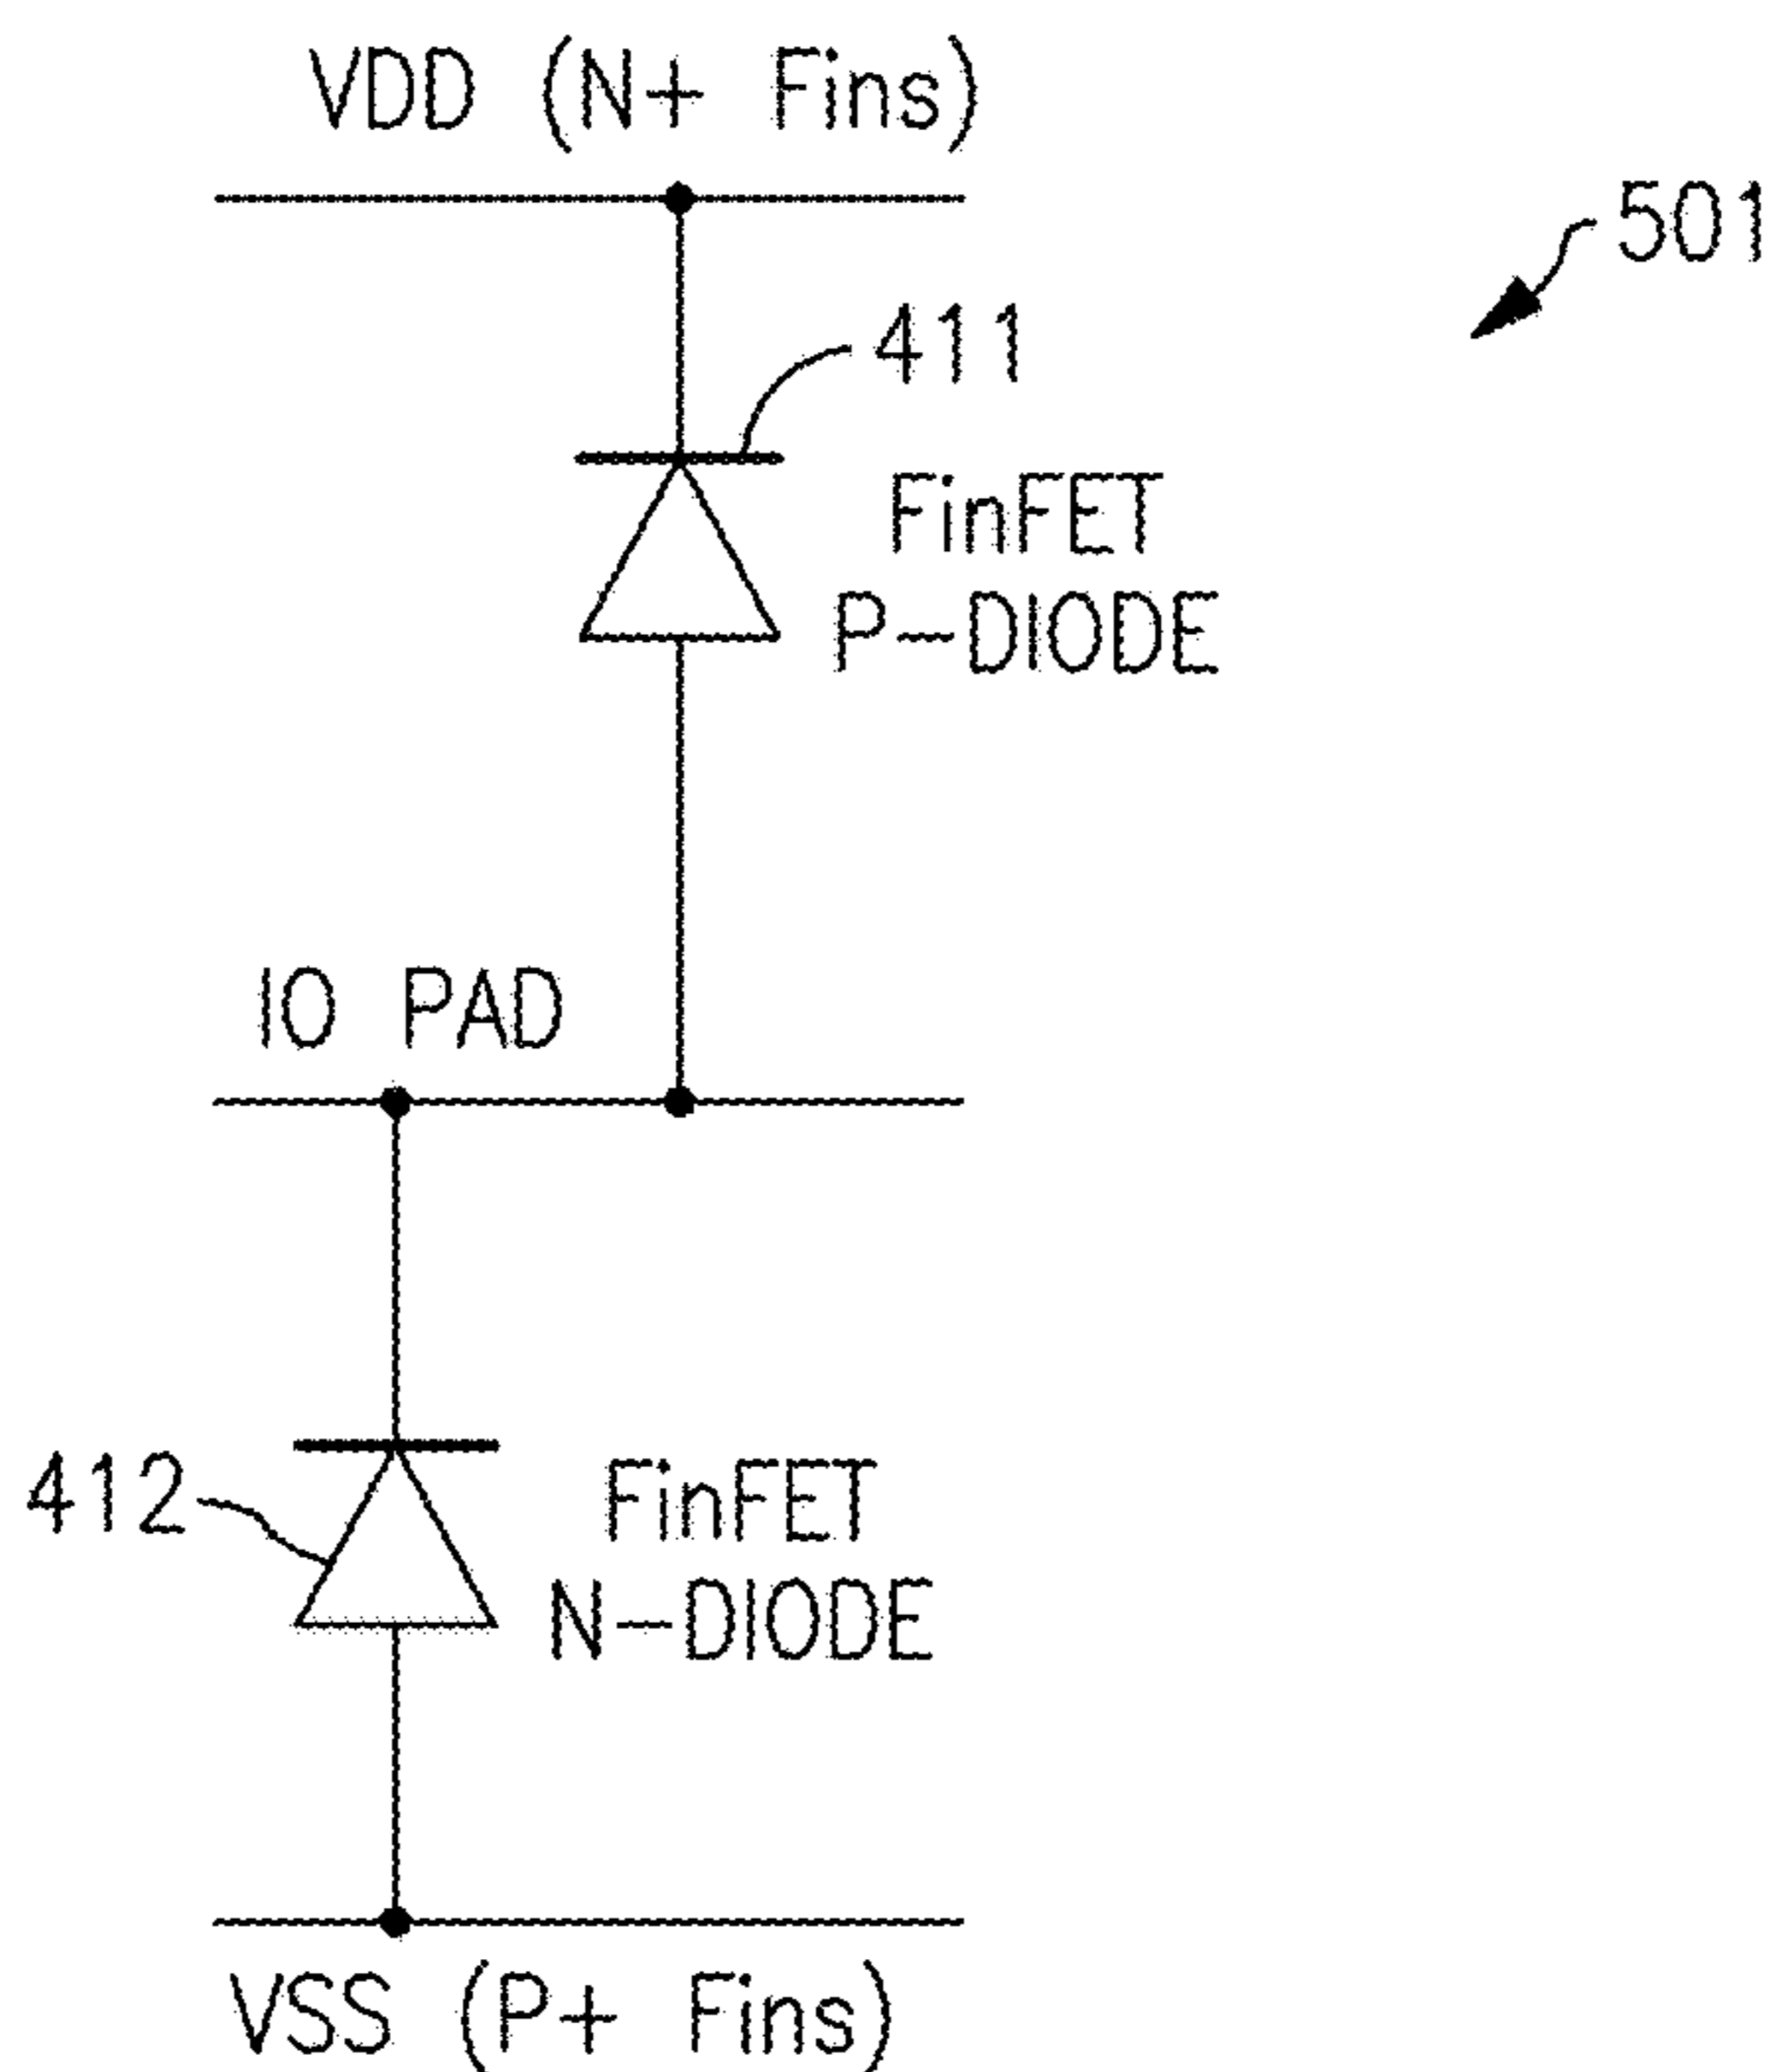 VDD (N+ Fins)
501
411
FinFET
P-DIODE
IO PAD
412
FinFET
N-DIODE
VSS (P+ Fins)